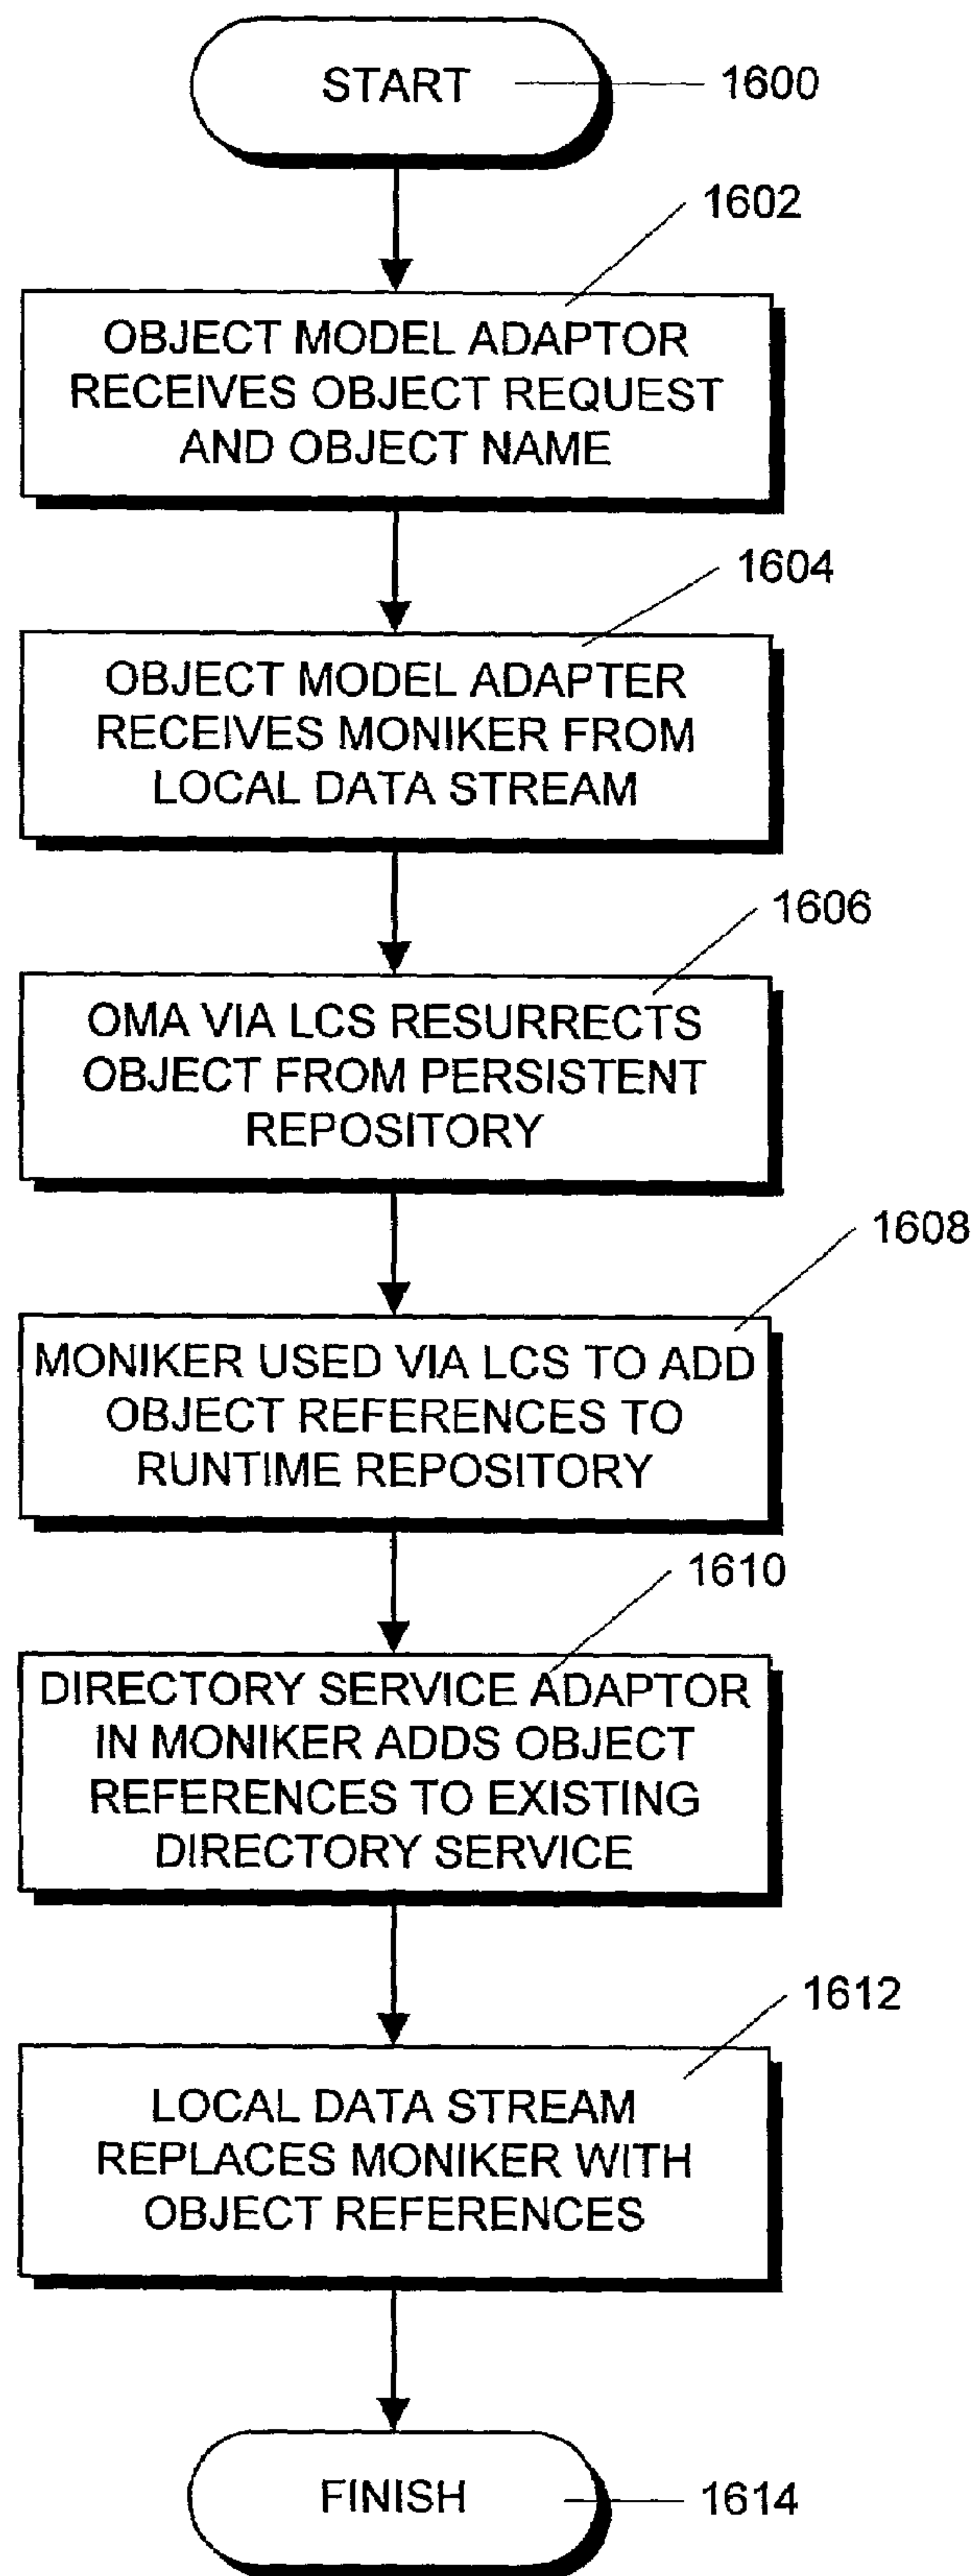 START
1600
1602
OBJECT MODEL ADAPTOR
RECEIVES OBJECT REQUEST
AND OBJECT NAME
1604
OBJECT MODEL ADAPTER
RECEIVES MONIKER FROM
LOCAL DATA STREAM
1606
OMA VIA LCS RESURRECTS
OBJECT FROM PERSISTENT
REPOSITORY
1608
MONIKER USED VIA LCS TO ADD
OBJECT REFERENCES TO
RUNTIME REPOSITORY
1610
DIRECTORY SERVICE ADAPTOR
IN MONIKER ADDS OBJECT
REFERENCES TO EXISTING
DIRECTORY SERVICE
1612
LOCAL DATA STREAM
REPLACES MONIKER WITH
OBJECT REFERENCES
FINISH
1614